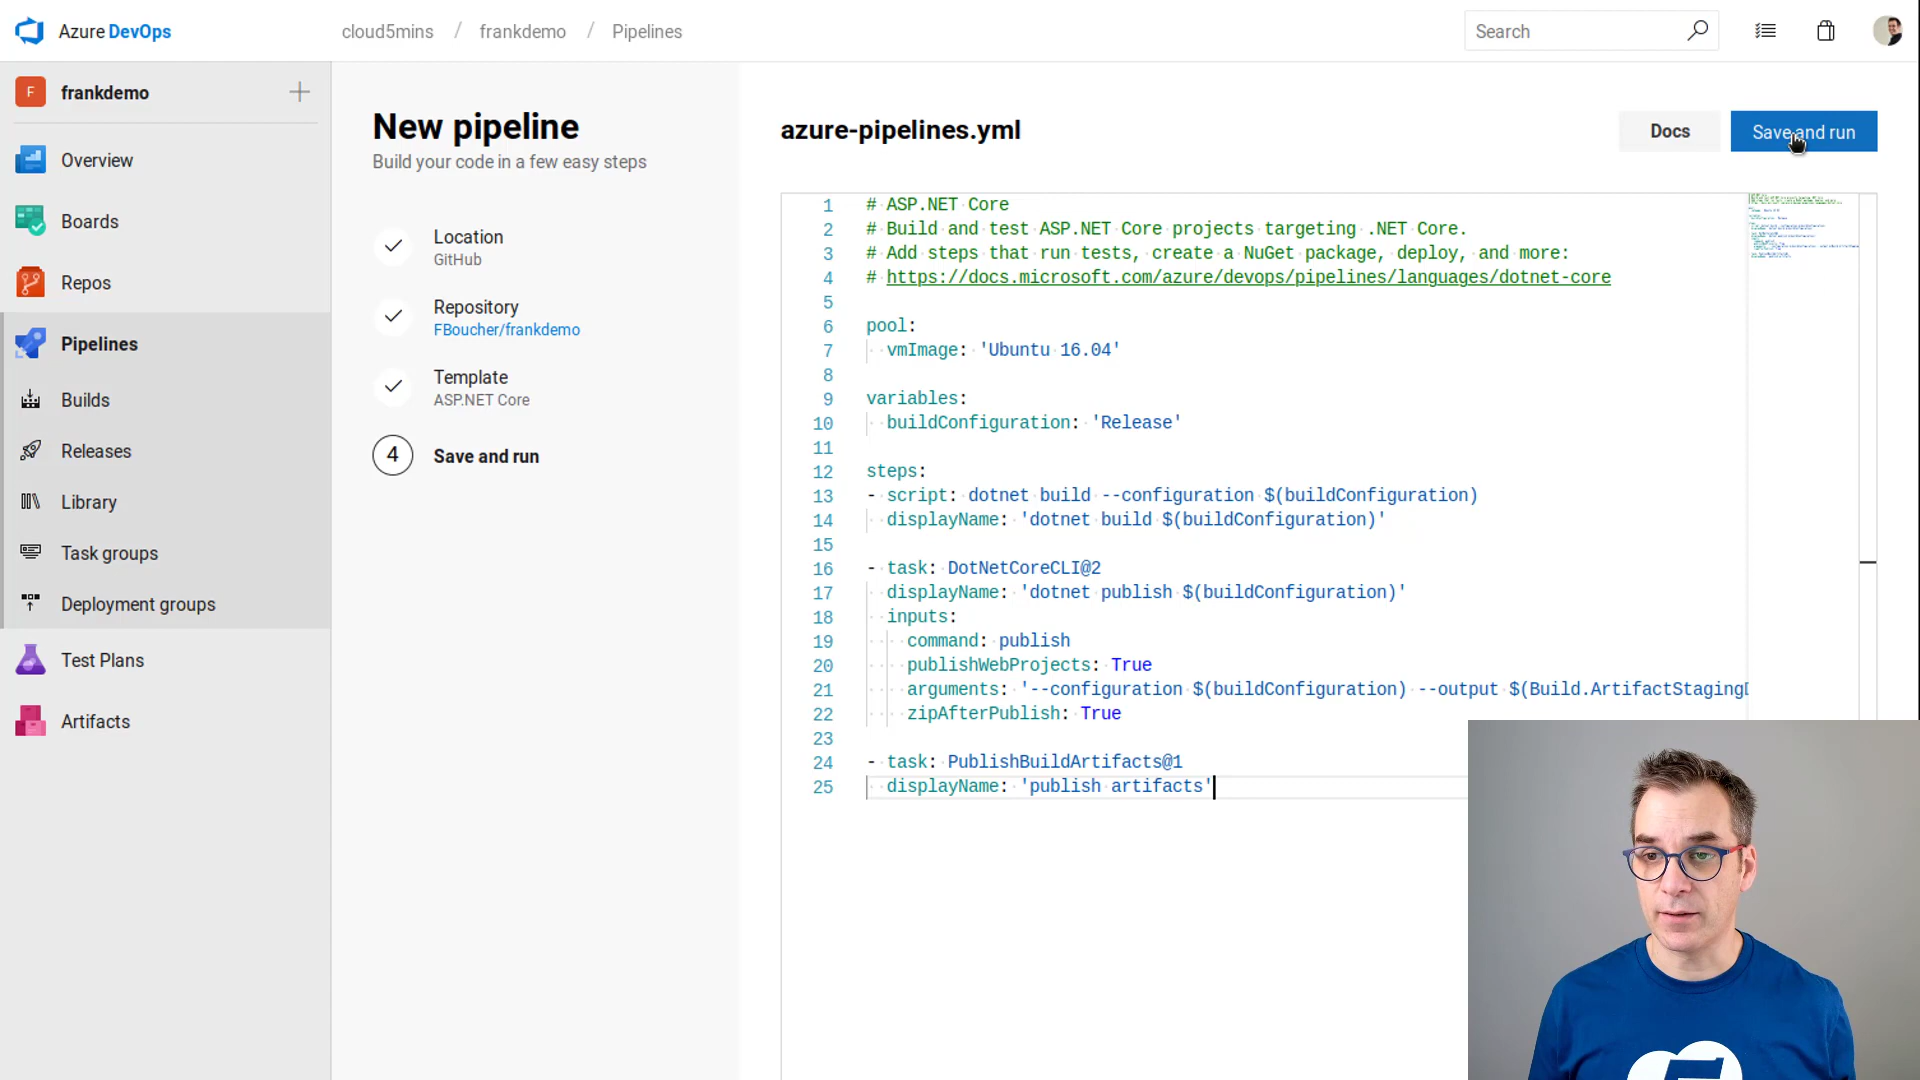 Azure DevOps
cloud5mins / frankdemo / Pipelines
Search
F frankdemo
Overview
Boards
Repos
Pipelines
Builds
Releases
Library
Task groups
Deployment groups
Test Plans
Artifacts
New pipeline
Build your code in a few easy steps
Location
GitHub
Repository
FBoucher/frankdemo
Template
ASP.NET Core
4 Save and run
azure-pipelines.yml
Docs
Save and run
1 # ASP.NET Core
2 # Build and test ASP.NET Core projects targeting .NET Core.
3 # Add steps that run tests, create a NuGet package, deploy, and more:
4 # https://docs.microsoft.com/azure/devops/pipelines/languages/dotnet-core
5
6 pool:
7   vmImage: 'Ubuntu 16.04'
8
9 variables:
10   buildConfiguration: 'Release'
11
12 steps:
13 - script: dotnet build --configuration $(buildConfiguration)
14   displayName: 'dotnet build $(buildConfiguration)'
15
16 - task: DotNetCoreCLI@2
17   displayName: 'dotnet publish $(buildConfiguration)'
18   inputs:
19     command: publish
20     publishWebProjects: True
21     arguments: '--configuration $(buildConfiguration) --output $(Build.ArtifactStaging
22     zipAfterPublish: True
23
24 - task: PublishBuildArtifacts@1
25   displayName: 'publish artifacts'